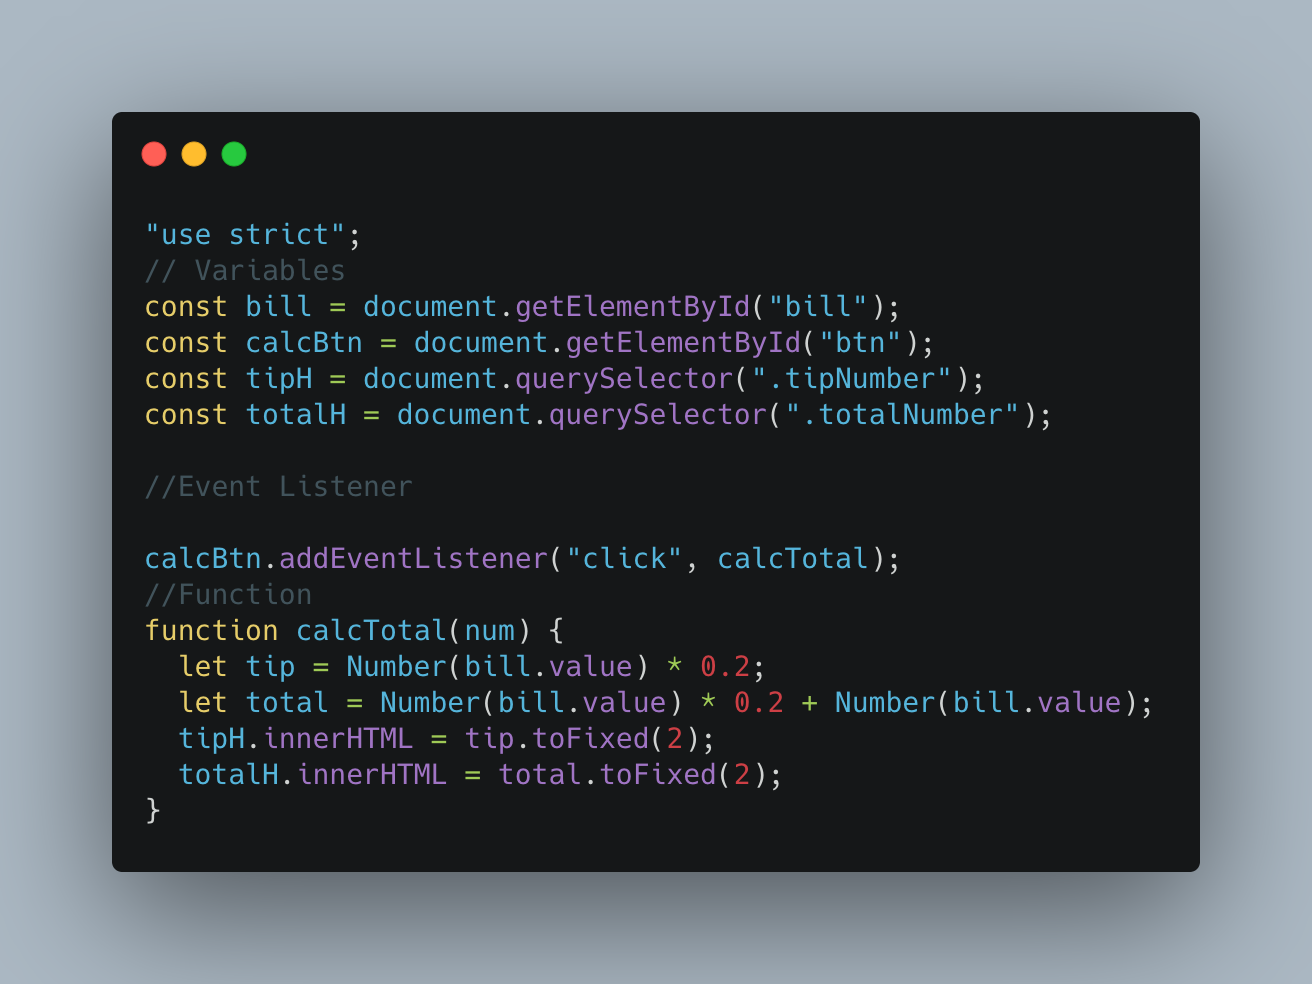 "use strict";
// Variables
const bill = document.getElementById("bill");
const calcBtn = document.getElementById("btn");
const tipH = document.querySelector(".tipNumber");
const totalH = document.querySelector(".totalNumber");
//Event Listener
calcBtn.addEventListener("click", calcTotal);
//Function
function calcTotal(num) {
  let tip = Number(bill.value) * 0.2;
  let total = Number(bill.value) * 0.2 + Number(bill.value);
  tipH.innerHTML = tip.toFixed(2);
  totalH.innerHTML = total.toFixed(2);
}